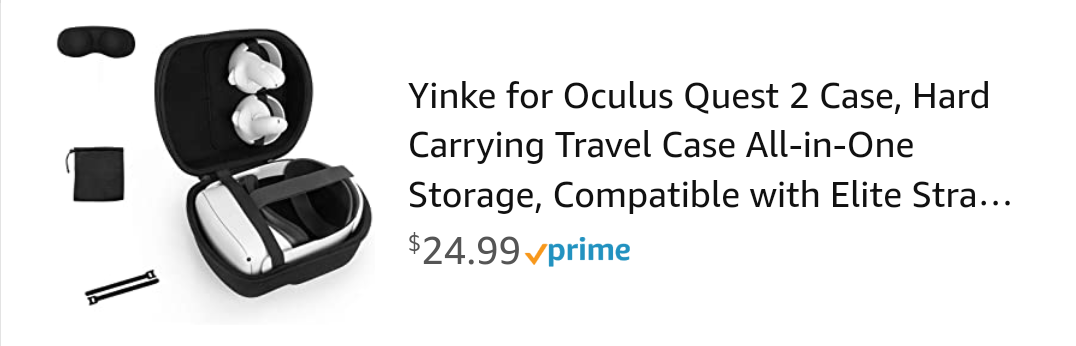 Yinke for Oculus Quest 2 Case, Hard
Carrying Travel Case All-in-One
Storage, Compatible with Elite Stra...
$24.99 prime